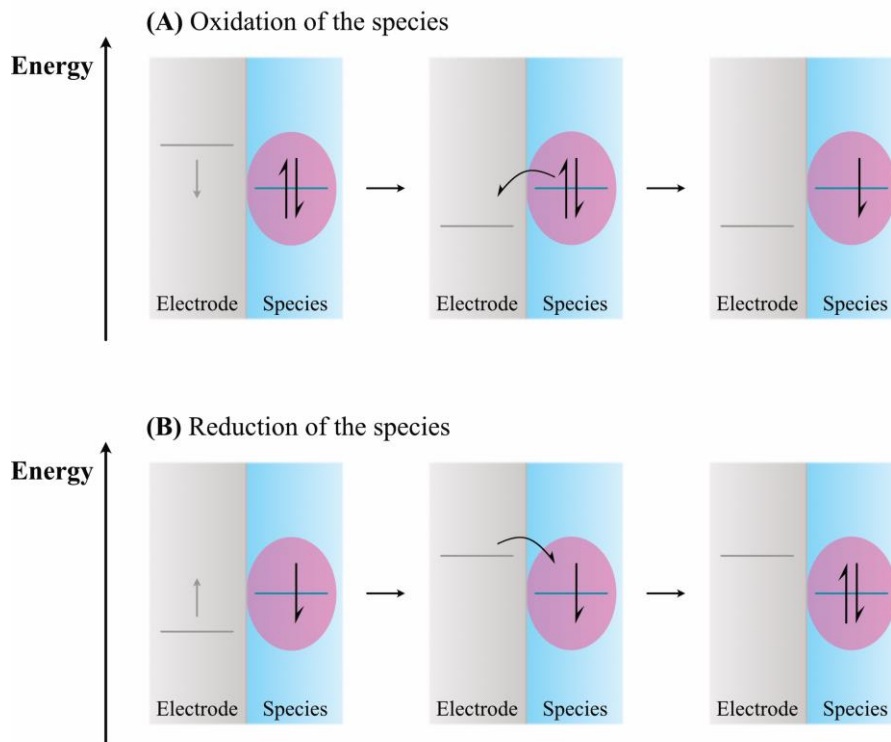 (A) Oxidation of the species
Energy
Electrode Species
Electrode Species
Electrode Species
(B) Reduction of the species
Energy
Electrode Species
Electrode Species
Electrode Species